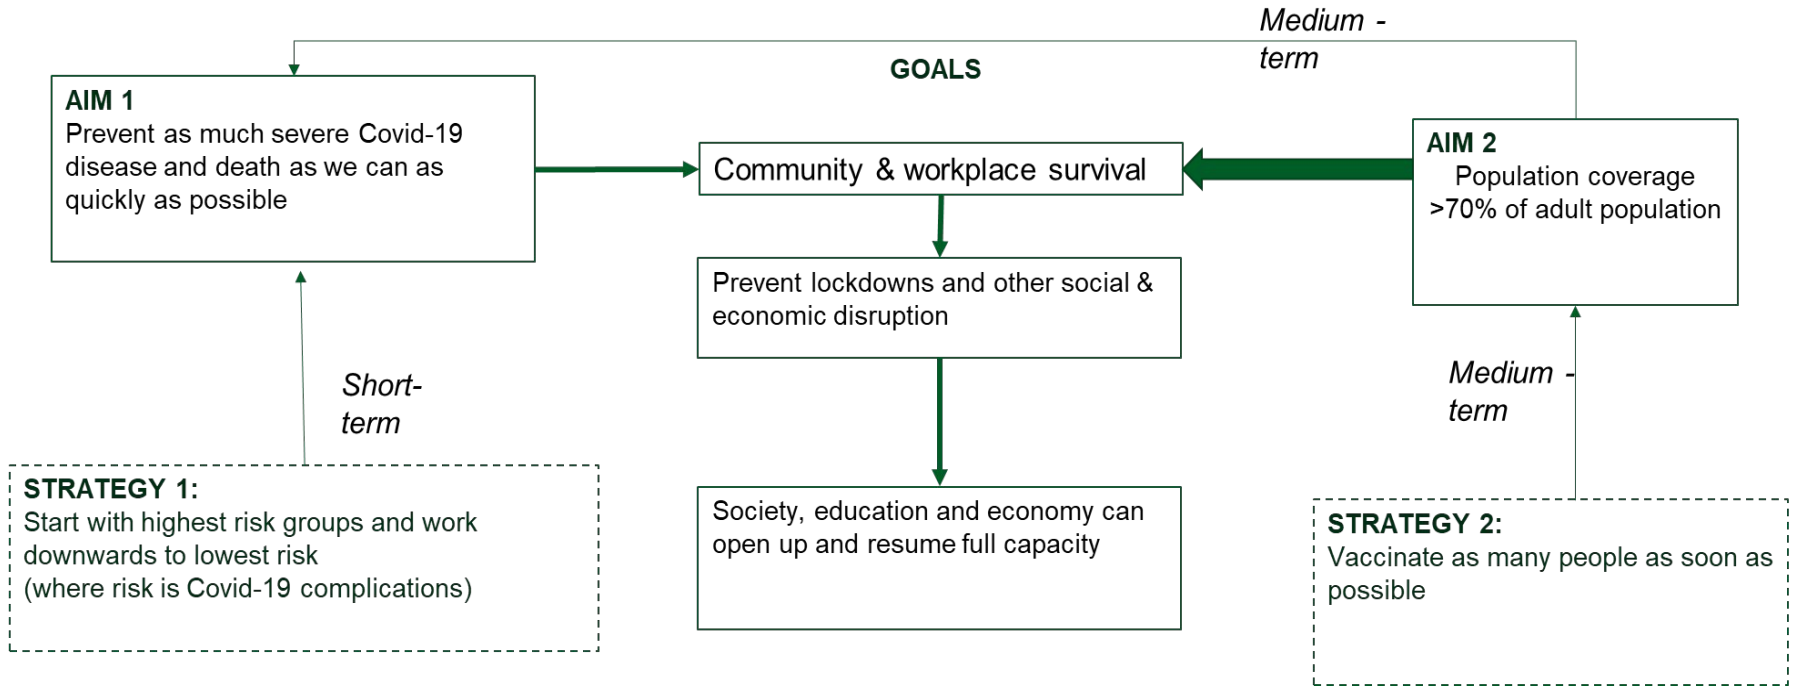 Medium -
term
GOALS
AIM 1
Prevent as much severe Covid-19
disease and death as we can as
quickly as possible
Community & workplace survival
AIM 2
Population coverage
>70% of adult population
Prevent lockdowns and other social &
economic disruption
Short-
term
Medium -
term
STRATEGY 1:
Start with highest risk groups and work
downwards to lowest risk
(where risk is Covid-19 complications)
Society, education and economy can
open up and resume full capacity
STRATEGY 2:
Vaccinate as many people as soon as
possible